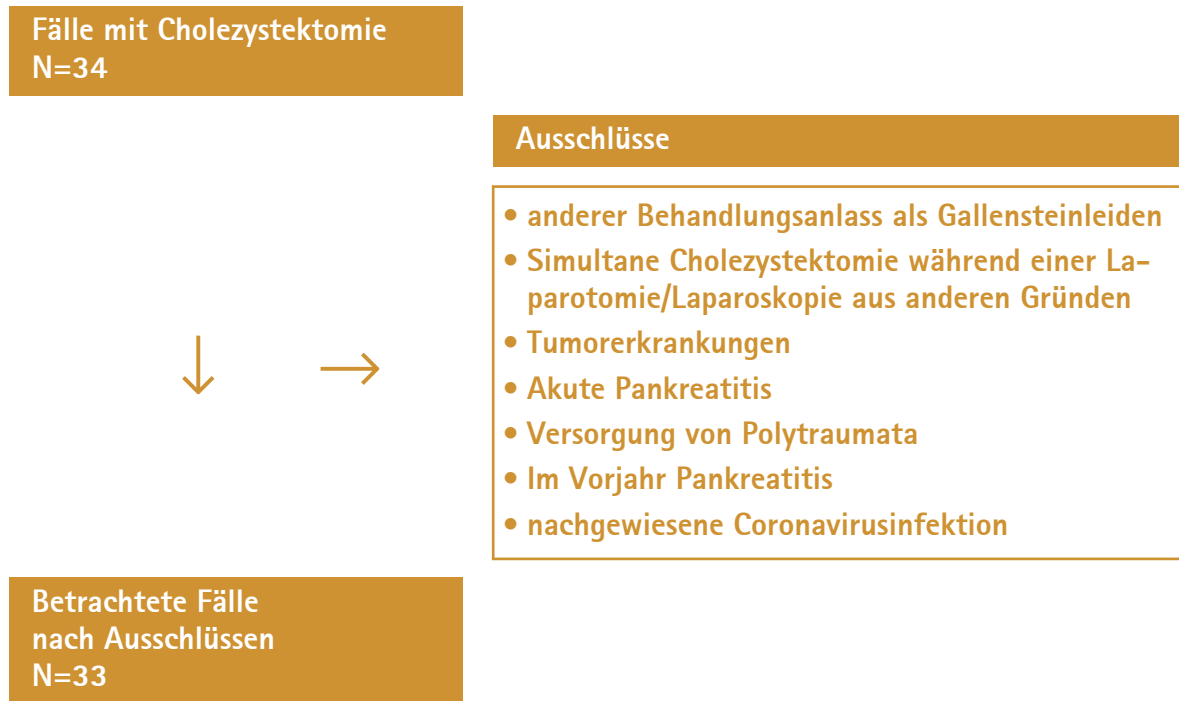 Fälle mit Cholezystektomie
N=34
Ausschlüsse
• anderer Behandlungsanlass als Gallensteinleiden
• Simultane Cholezystektomie während einer La-
parotomie/Laparoskopie aus anderen Gründen
• Tumorerkrankungen
• Akute Pankreatitis
• Versorgung von Polytraumata
• Im Vorjahr Pankreatitis
• nachgewiesene Coronavirusinfektion
Betrachtete Fälle
nach Ausschlüssen
N=33